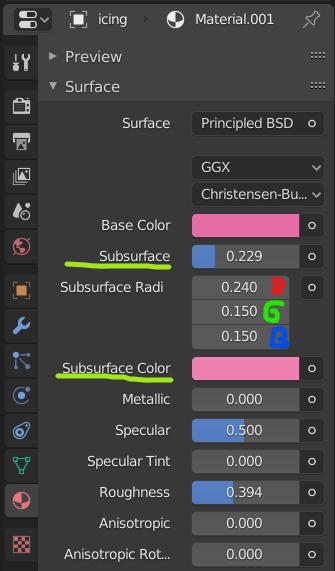 icing Material.001
Preview
Surface
Surface Principled BSD
GGX
Christensen-Bu...
Base Color
Subsurface 0.229
Subsurface Radi 0.240 R
0.150 G
0.150 B
Subsurface Color
Metallic 0.000
Specular 0.500
Specular Tint 0.000
Roughness 0.394
Anisotropic 0.000
Anisotropic Rot... 0.000